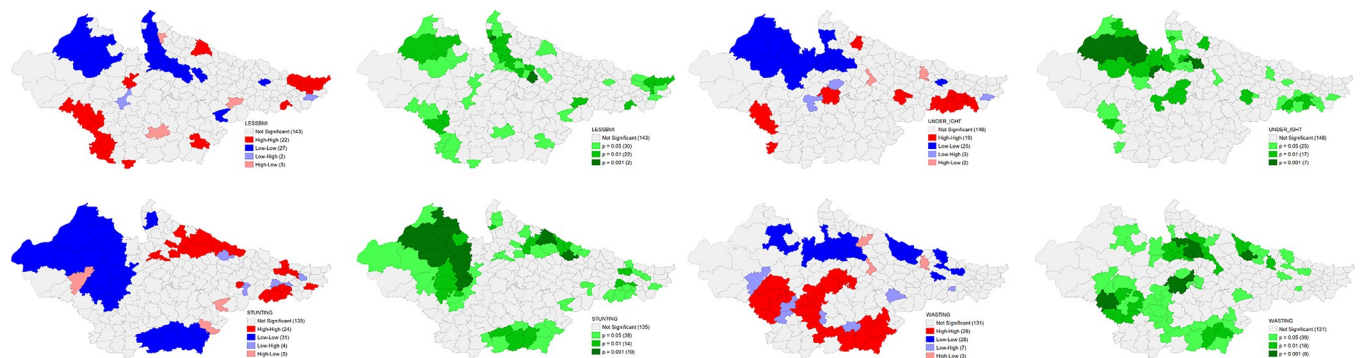 LESSBMI
Not Significant (143)
High-High (22)
Low-Low (27)
Low-High (2)
High-Low (3)
LESSBMI
Not Significant (143)
p = 0.05 (30)
p = 0.01 (22)
p = 0.001 (2)
UNDER_IGHT
Not Significant (148)
High-High (19)
Low-Low (25)
Low-High (3)
High-Low (2)
UNDER_IGHT
Not Significant (148)
p = 0.05 (25)
p = 0.01 (17)
p = 0.001 (7)
STUNTING
Not Significant (135)
High-High (24)
Low-Low (31)
Low-High (4)
High-Low (3)
STUNTING
Not Significant (135)
p = 0.05 (38)
p = 0.01 (14)
p = 0.001 (10)
WASTING
Not Significant (131)
High-High (28)
Low-Low (28)
Low-High (7)
High-Low (3)
WASTING
Not Significant (131)
p = 0.05 (39)
p = 0.01 (18)
p = 0.001 (9)